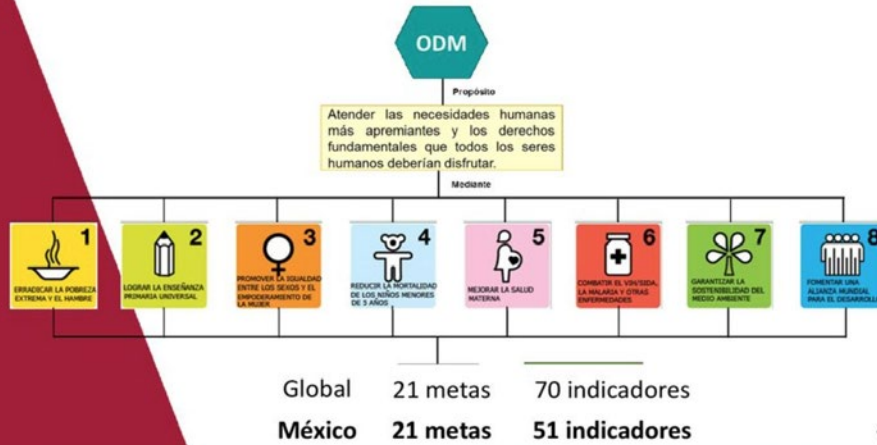 ODM
Propósito
Atender las necesidades humanas
más apremiantes y los derechos
fundamentales que todos los seres
humanos deberían disfrutar.
Mediante
1
ERRADICAR LA POBREZA
EXTREMA Y EL HAMBRE
2
LOGRAR LA ENSEÑANZA
PRIMARIA UNIVERSAL
3
PROMOVER LA IGUALDAD
ENTRE LOS SEXOS Y EL
EMPODERAMIENTO DE
LA MUJER
4
REDUCIR LA MORTALIDAD
DE LOS NIÑOS MENORES
DE 5 AÑOS
5
MEJORAR LA SALUD
MATERNA
6
COMBATIR EL VIH/SIDA,
LA MALARIA Y OTRAS
ENFERMEDADES
7
GARANTIZAR LA
SOSTENIBILIDAD DEL
MEDIO AMBIENTE
8
FOMENTAR UNA
ALIANZA MUNDIAL
PARA EL DESARROLL
Global 21 metas 70 indicadores
México 21 metas 51 indicadores